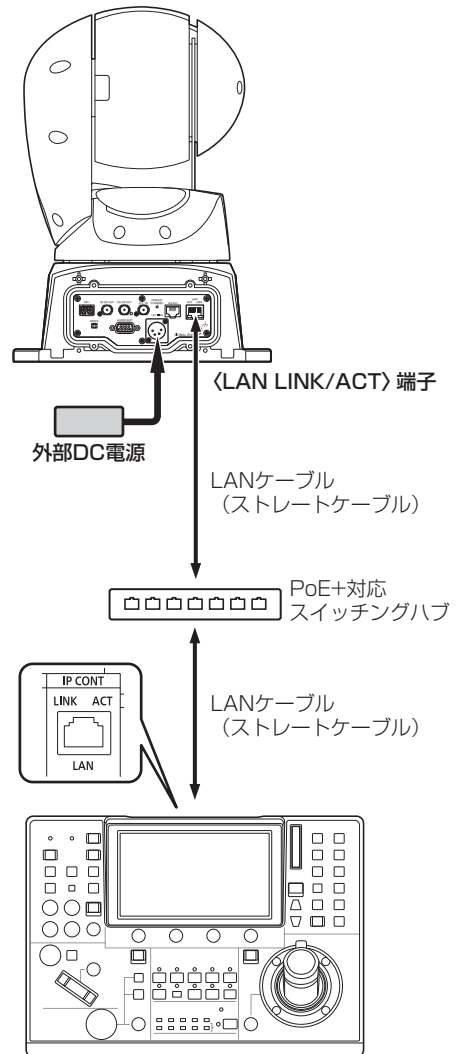 〈LAN LINK/ACT〉 端子
外部DC電源
LANケーブル
（ストレートケーブル）
PoE+対応
スイッチングハブ
IP CONT
LINK ACT
LAN
LANケーブル
（ストレートケーブル）